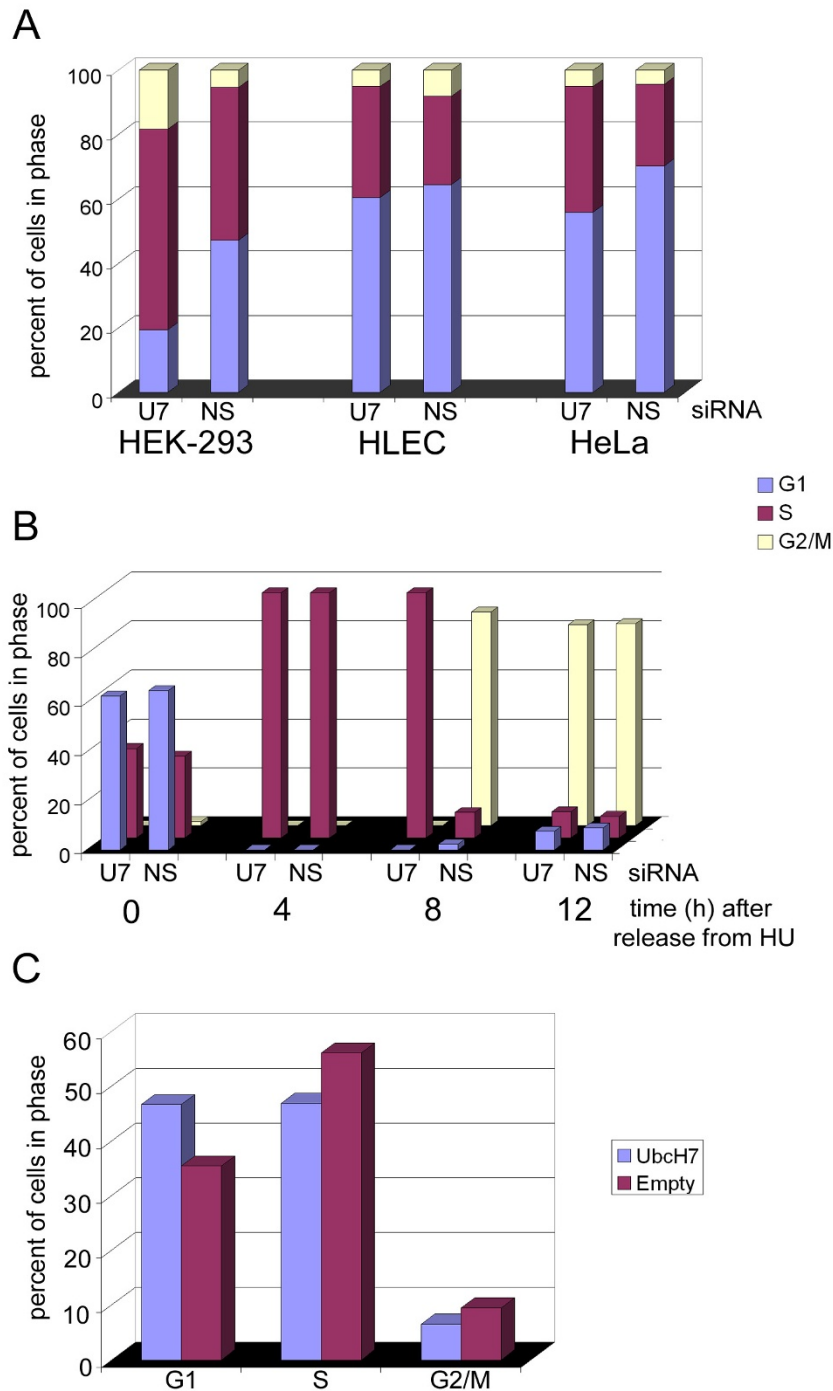 A
percent of cells in phase
100
80
60
40
20
0
U7 NS U7 NS U7 NS siRNA
HEK-293 HLEC HeLa
G1
S
G2/M
B
percent of cells in phase
100
80
60
40
20
0
U7 NS U7 NS U7 NS U7 NS siRNA
0 4 8 12 time (h) after
release from HU
C
percent of cells in phase
60
50
40
30
20
10
0
G1 S G2/M
UbcH7
Empty